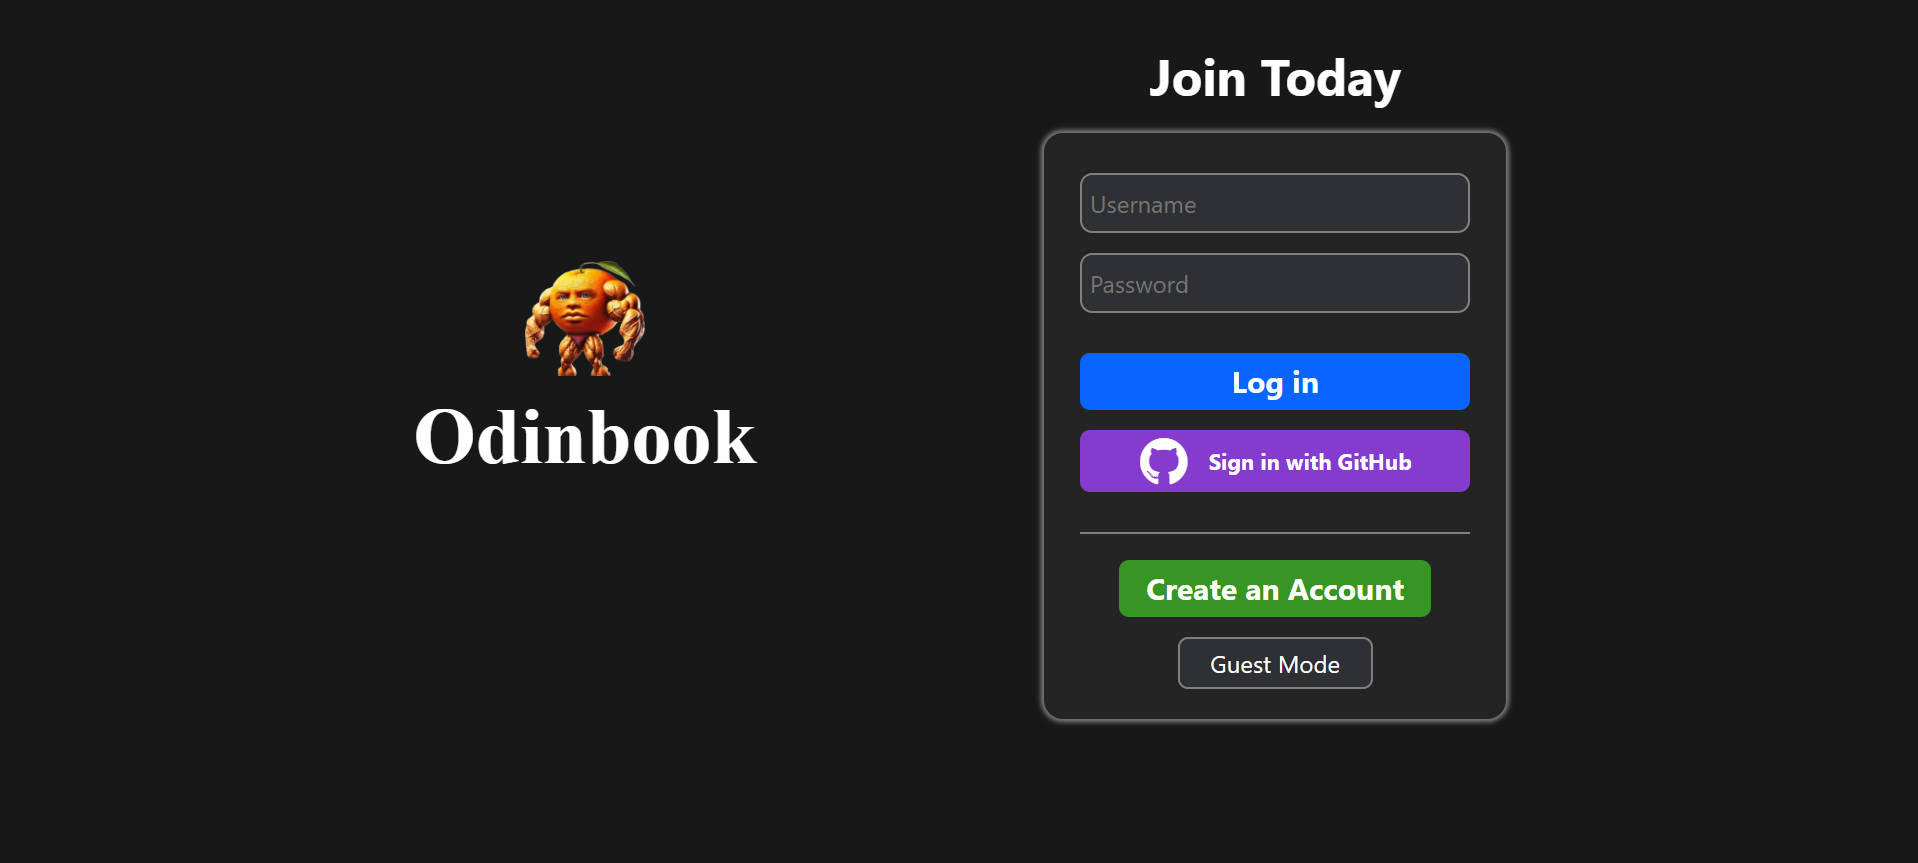 Join Today
Username
Password
Odinbook
Log in
Sign in with GitHub
Create an Account
Guest Mode